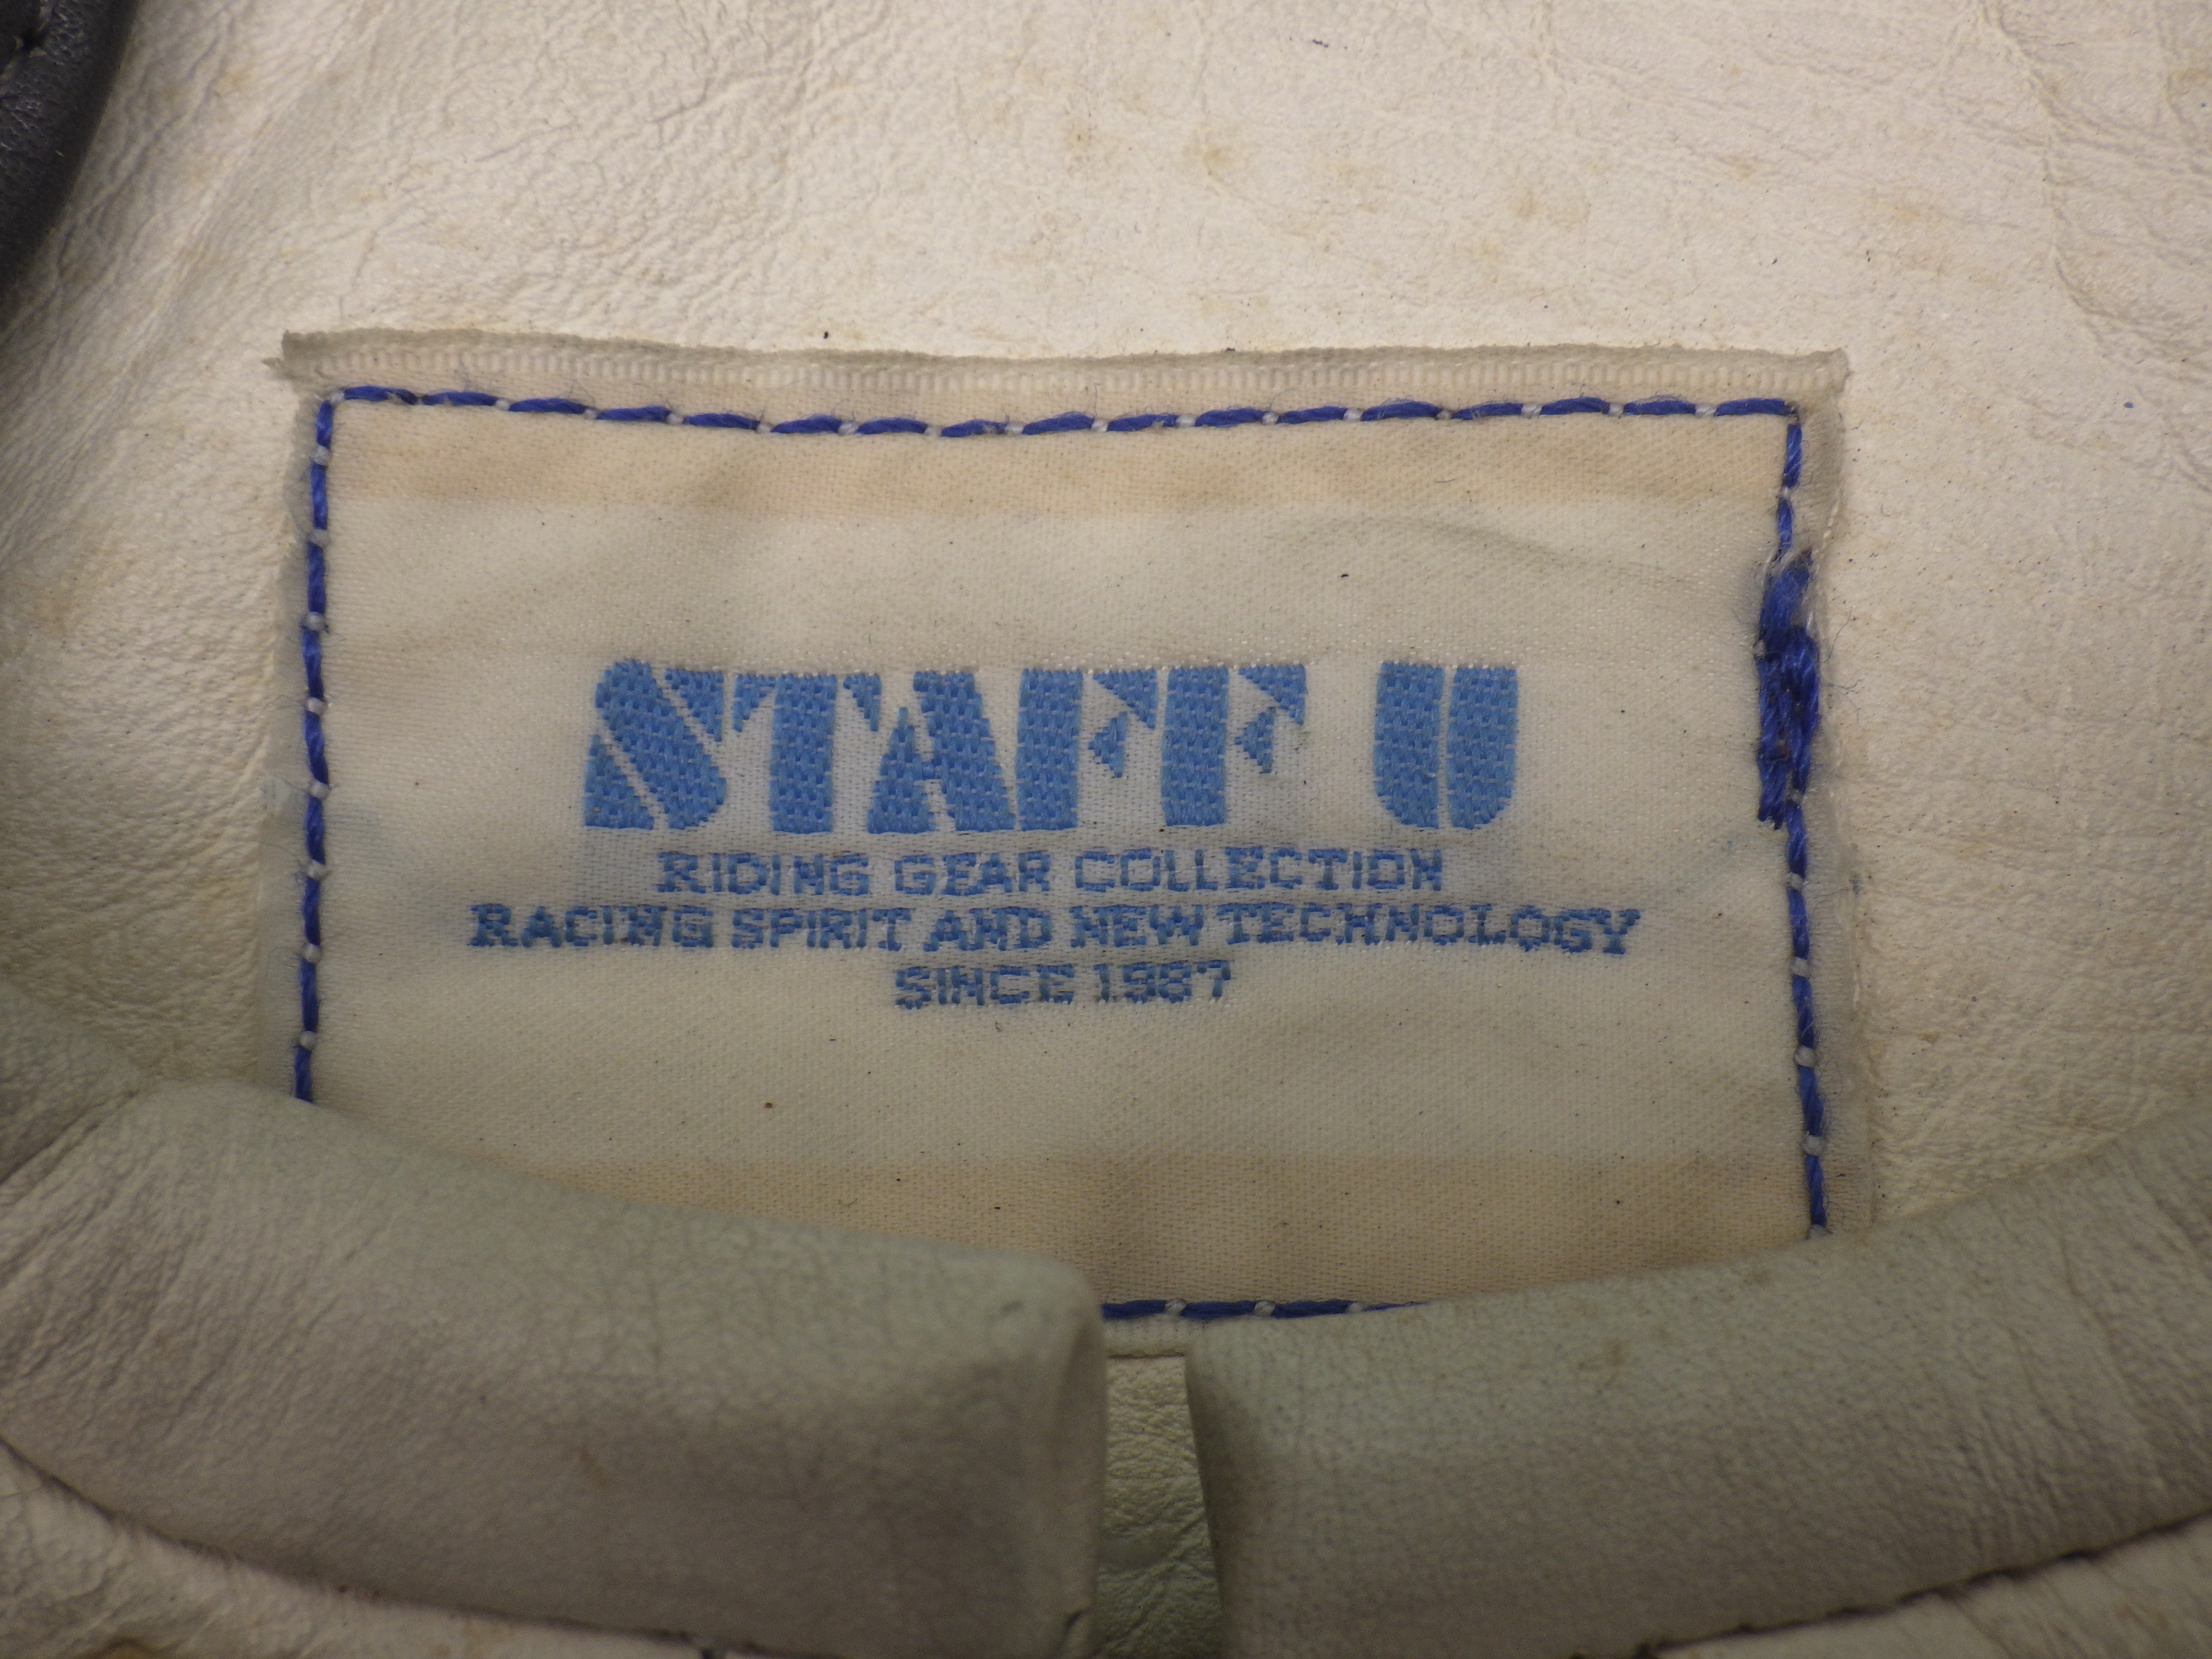 STAFF U
RIDING GEAR COLLECTION
RACING SPIRIT AND NEW TECHNOLOGY
SINCE 1987